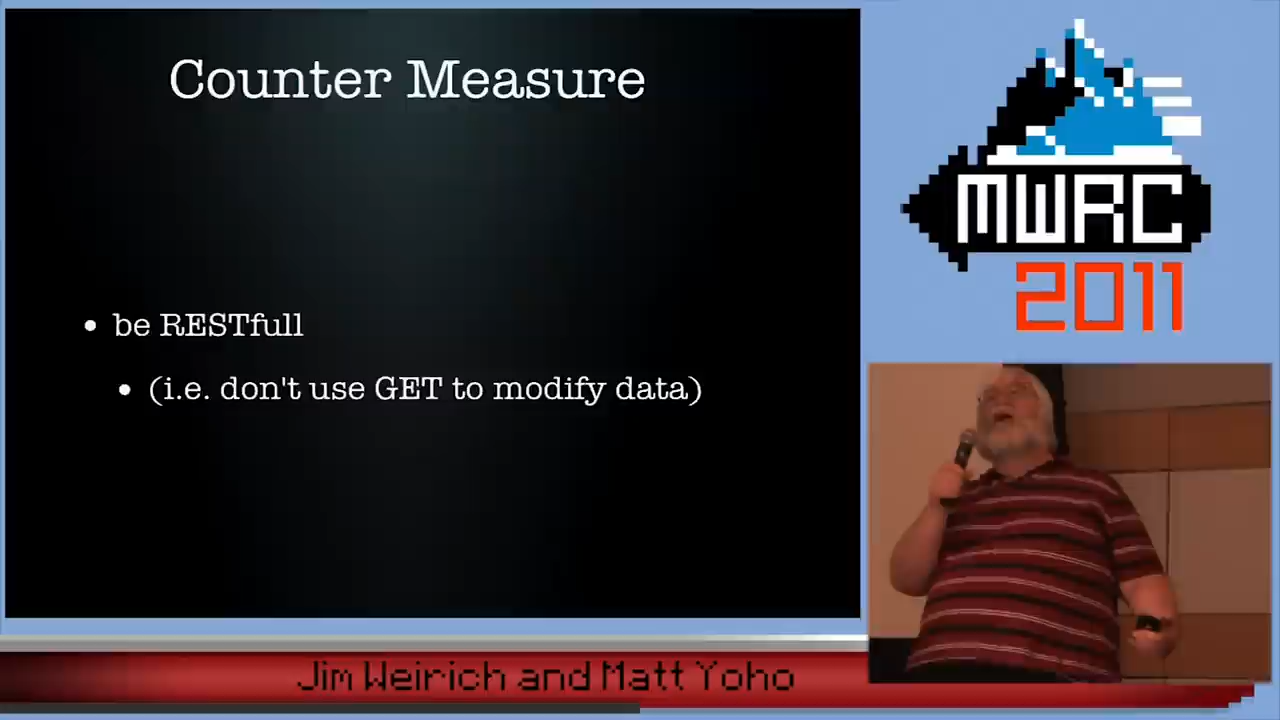 Counter Measure
• be RESTfull
• (i.e. don't use GET to modify data)
MWRC
2011
Jim Weirich and Matt Yoho